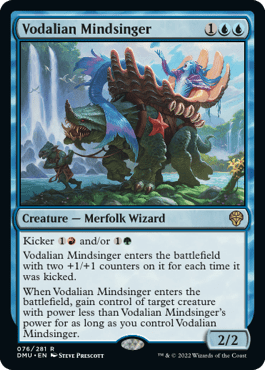 Vodalian Mindsinger 1
Creature — Merfolk Wizard
Kicker 1 and/or 1
Vodalian Mindsinger enters the battlefield
with two +1/+1 counters on it for each time it
was kicked.
When Vodalian Mindsinger enters the
battlefield, gain control of target creature
with power less than Vodalian Mindsinger's
power for as long as you control Vodalian
Mindsinger.
2/2
076/281 R
DMU • EN STEVE PRESCOTT
™ & © 2022 Wizards of the Coast